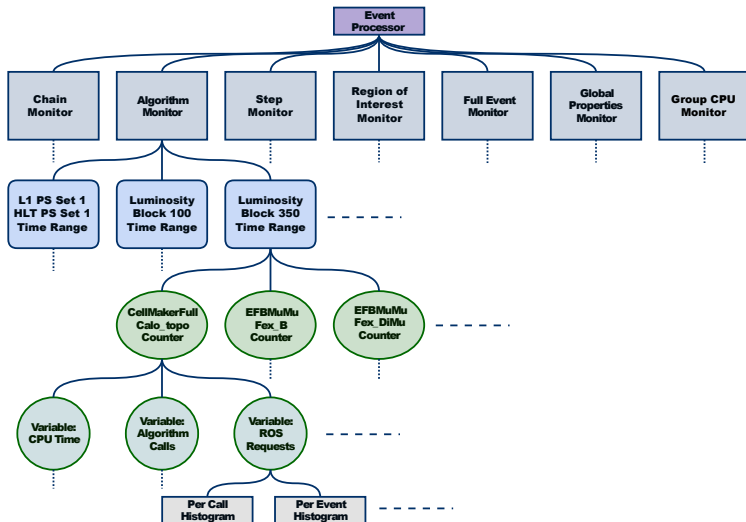 Event
Processor
Chain
Monitor
Algorithm
Monitor
Step
Monitor
Region of
Interest
Monitor
Full Event
Monitor
Global
Properties
Monitor
Group CPU
Monitor
L1 PS Set 1
HLT PS Set 1
Time Range
Luminosity
Block 100
Time Range
Luminosity
Block 350
Time Range
CellMakerFull
Calo_topo
Counter
EFBMuMu
Fex_B
Counter
EFBMuMu
Fex_DiMu
Counter
Variable:
CPU Time
Variable:
Algorithm
Calls
Variable:
ROS
Requests
Per Call
Histogram
Per Event
Histogram